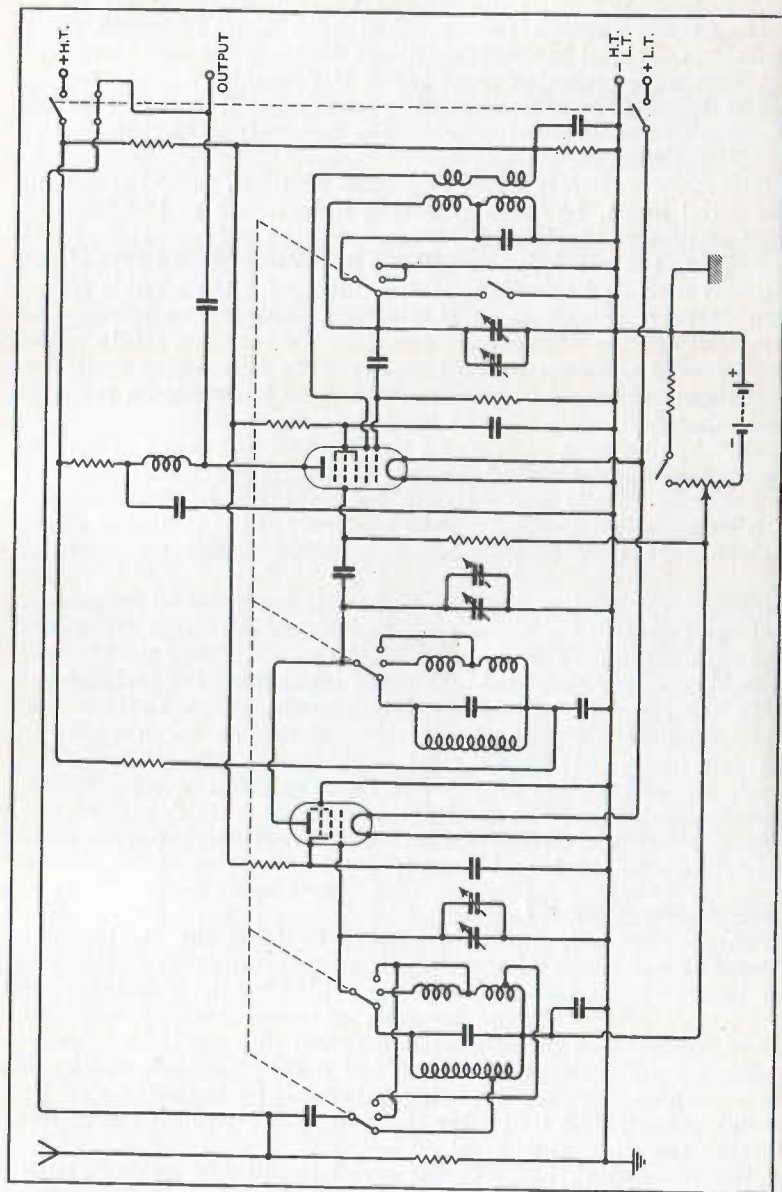 + H.T.
OUTPUT
- H.T.
L.T.
+ L.T.
+
-